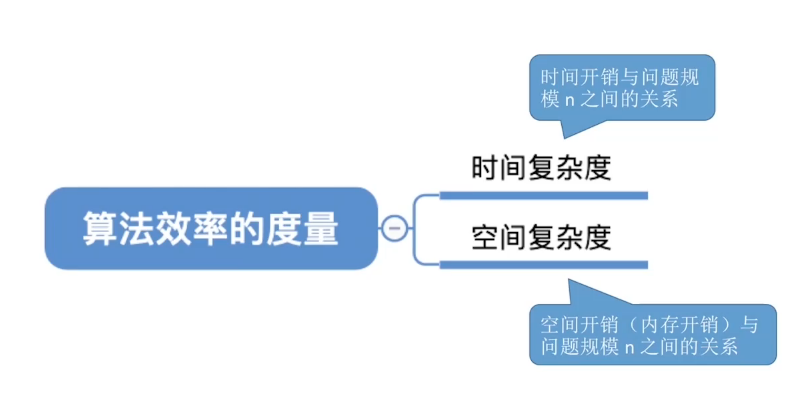 时间开销与问题规
模 n 之间的关系
时间复杂度
算法效率的度量
空间复杂度
空间开销（内存开销）与
问题规模 n 之间的关系